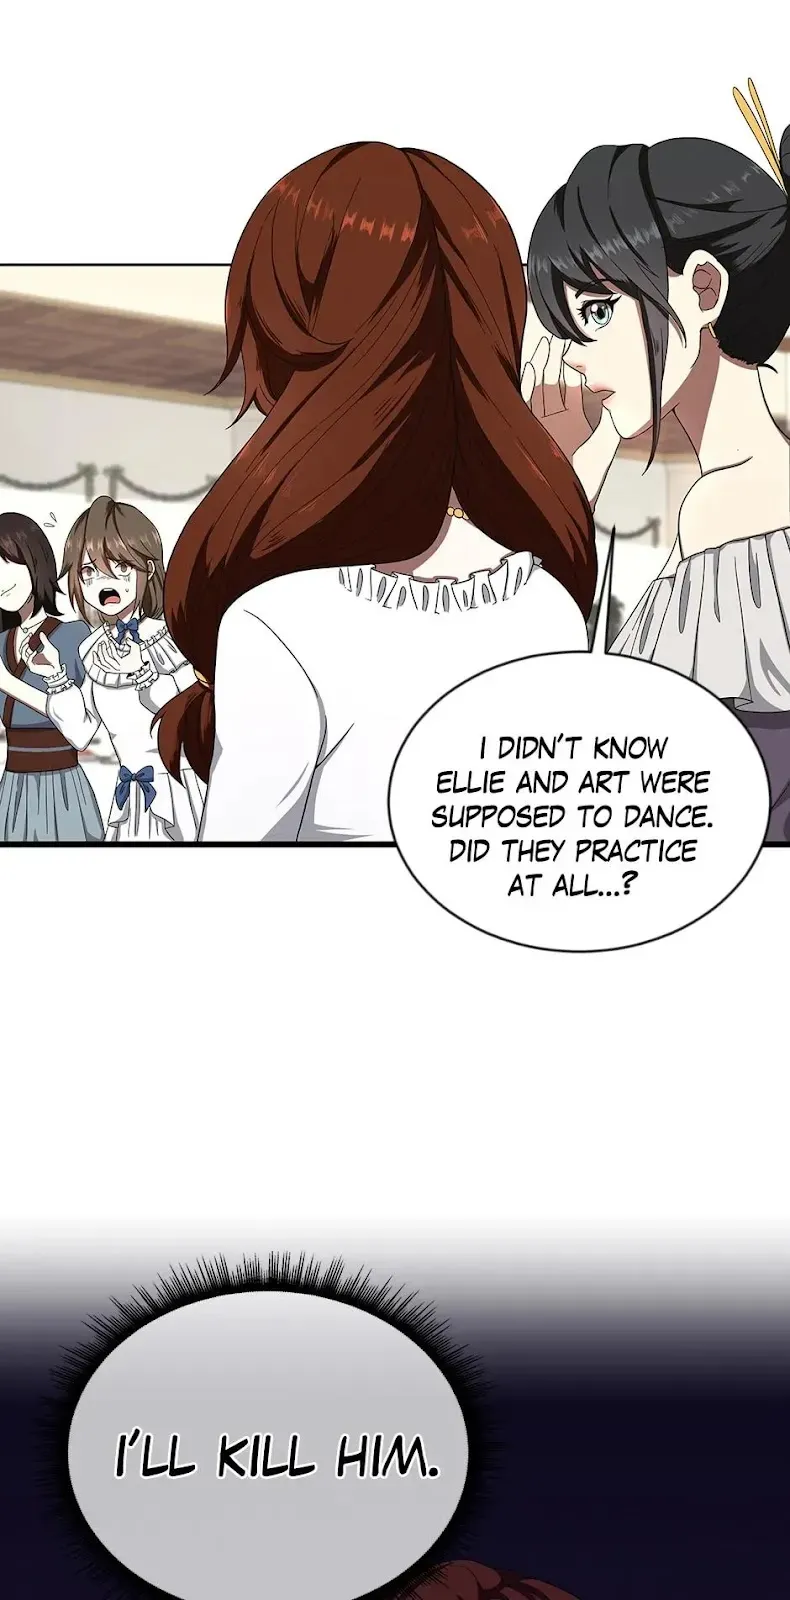 I DIDN'T KNOW
ELLIE AND ART WERE
SUPPOSED TO DANCE.
DID THEY PRACTICE
AT ALL...?
I'LL KILL HIM.